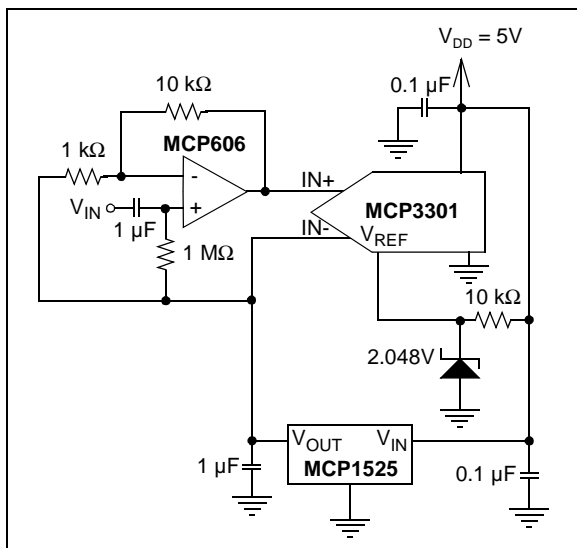 V_DD = 5V
0.1 µF
10 kΩ
MCP606
1 kΩ
-
+
V_IN
1 µF
1 MΩ
IN+
IN-
MCP3301
V_REF
10 kΩ
2.048V
V_OUT
V_IN
MCP1525
1 µF
0.1 µF